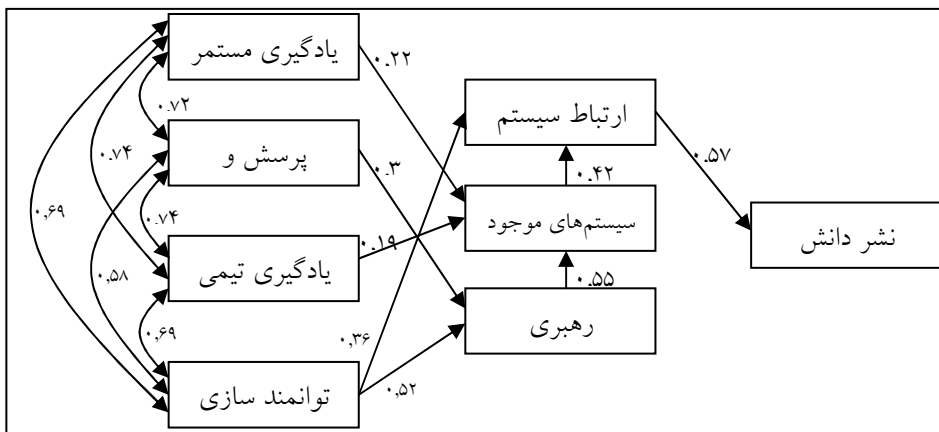 یادگیری مستمر
پرسش و
یادگیری تیمی
توانمند سازی
ارتباط سیستم
سیستم‌های موجود
رهبری
نشر دانش
۰.۲۲
۰.۷۲
۰.۷۴
۰.۳
۰.۴۲
۰.۵۷
۰,۶۹
۰.۷۴
۰.۱۹
۰,۵۸
۰.۵۵
۰,۶۹
۰,۳۶
۰,۵۲